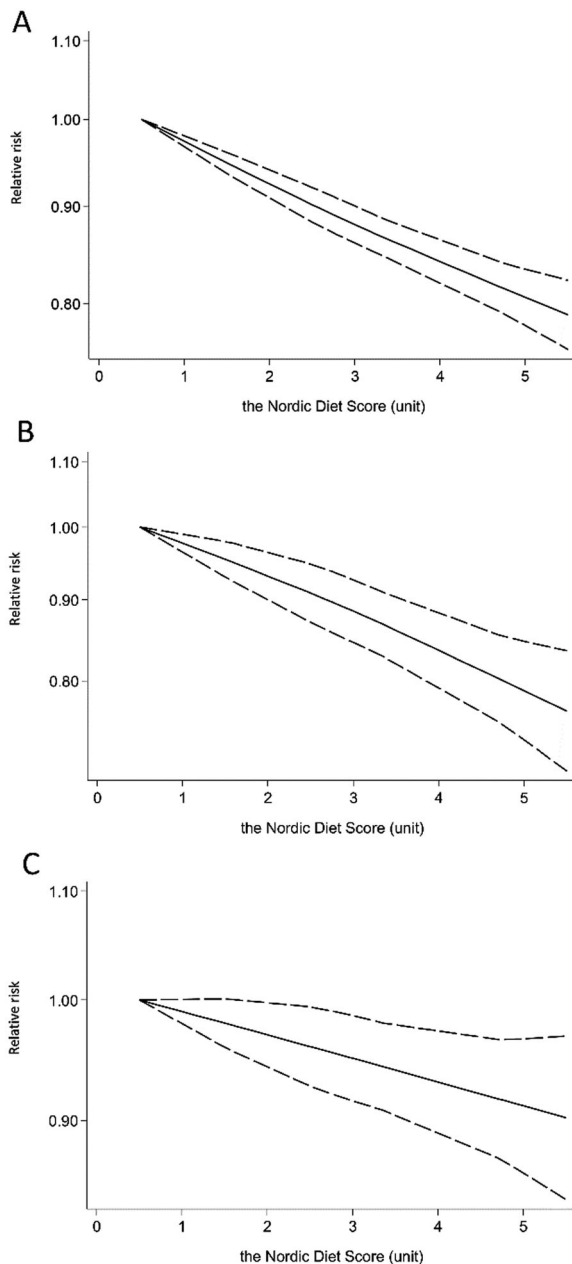 A
1.10
1.00
0.90
0.80
Relative risk
0 1 2 3 4 5
the Nordic Diet Score (unit)
B
1.10
1.00
0.90
0.80
Relative risk
0 1 2 3 4 5
the Nordic Diet Score (unit)
C
1.10
1.00
0.90
Relative risk
0 1 2 3 4 5
the Nordic Diet Score (unit)